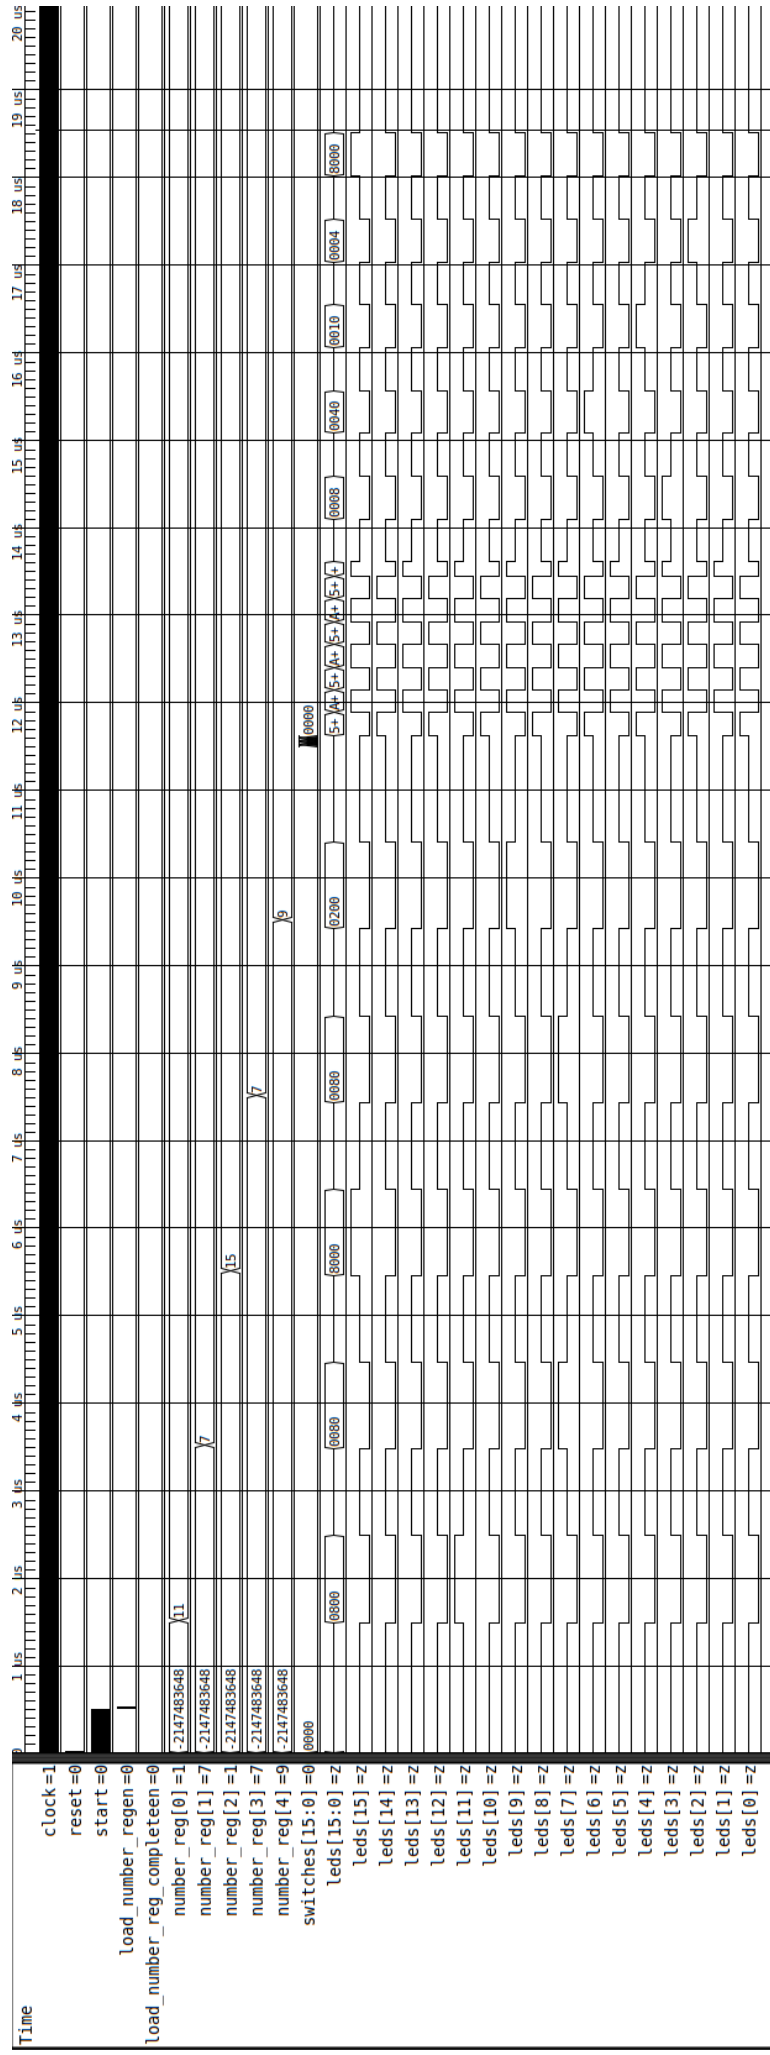 Time
0 1 us 2 us 3 us 4 us 5 us 6 us 7 us 8 us 9 us 10 us 11 us 12 us 13 us 14 us 15 us 16 us 17 us 18 us 19 us 20 us
clock=1
reset=0
start=0
load_number_regen=0
load_number_reg_completeen=0
number_reg[0]=1 -2147483648 11
number_reg[1]=7 -2147483648 7
number_reg[2]=1 -2147483648 15
number_reg[3]=7 -2147483648 7
number_reg[4]=9 -2147483648 9
switches[15:0]=0 0000 0000
leds[15:0]=Z 0800 0080 8000 0080 0200 5+ A+ 5+ A+ 5+ A+ 5+ + 0008 0040 0010 0004 8000
leds[15]=Z
leds[14]=Z
leds[13]=Z
leds[12]=Z
leds[11]=Z
leds[10]=Z
leds[9]=Z
leds[8]=Z
leds[7]=Z
leds[6]=Z
leds[5]=Z
leds[4]=Z
leds[3]=Z
leds[2]=Z
leds[1]=Z
leds[0]=Z